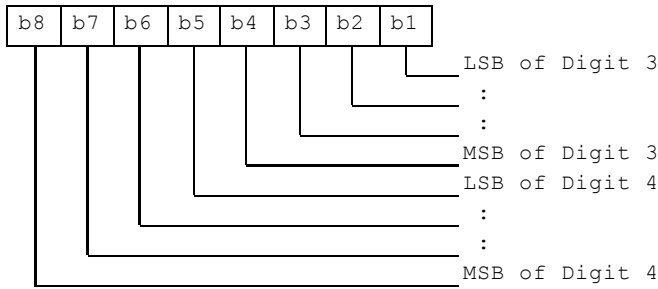 b8 b7 b6 b5 b4 b3 b2 b1
LSB of Digit 3
:
:
MSB of Digit 3
LSB of Digit 4
:
:
MSB of Digit 4